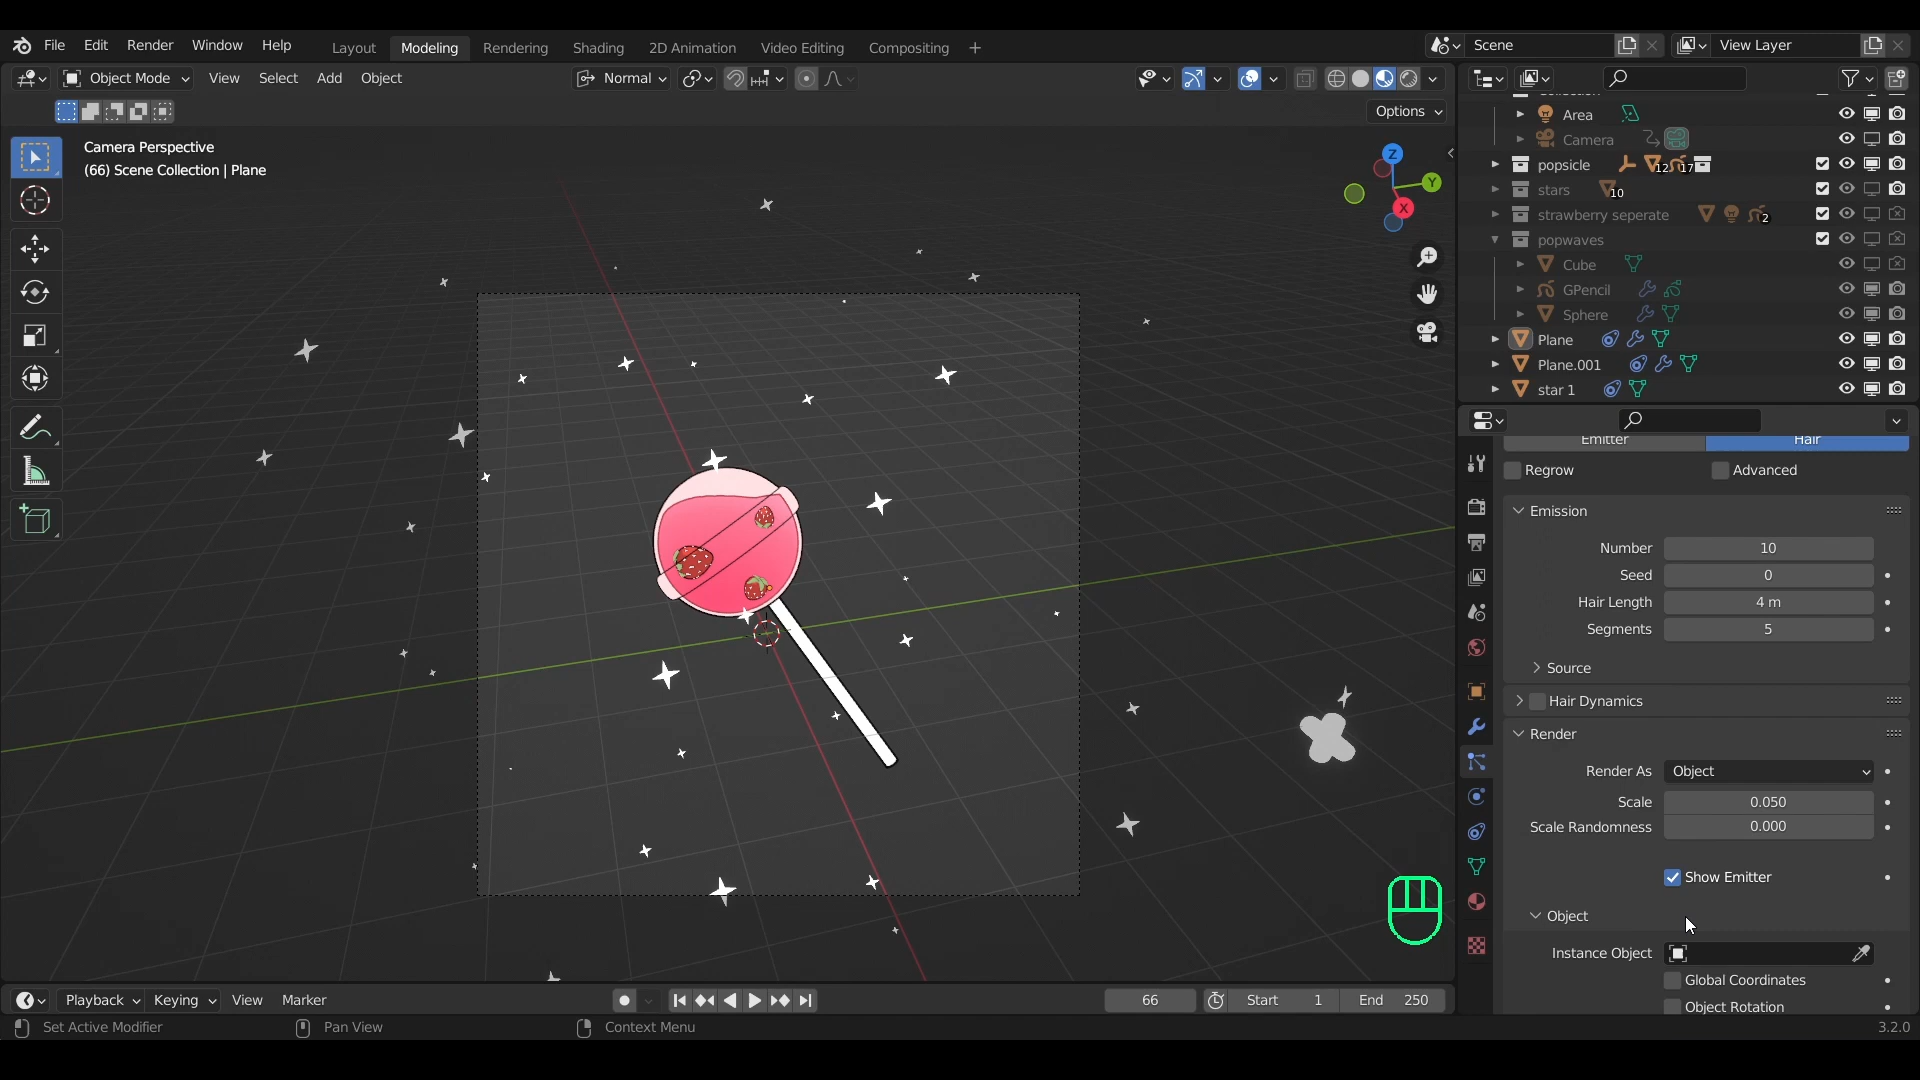 File Edit Render Window Help Layout Modeling Rendering Shading 2D Animation Video Editing Compositing + Scene View Layer
Object Mode View Select Add Object Normal
Options
Camera Perspective
(66) Scene Collection | Plane
Z
Y
X
Area
Camera
popsicle 12 17
stars 10
strawberry seperate 2
popwaves
Cube
GPencil
Sphere
Plane
Plane.001
star 1
Emitter Hair
Regrow Advanced
Emission
Number 10
Seed 0
Hair Length 4 m
Segments 5
Source
Hair Dynamics
Render
Render As Object
Scale 0.050
Scale Randomness 0.000
Show Emitter
Object
Instance Object
Global Coordinates
Object Rotation
Playback Keying View Marker 66 Start 1 End 250
Set Active Modifier Pan View Context Menu 3.2.0